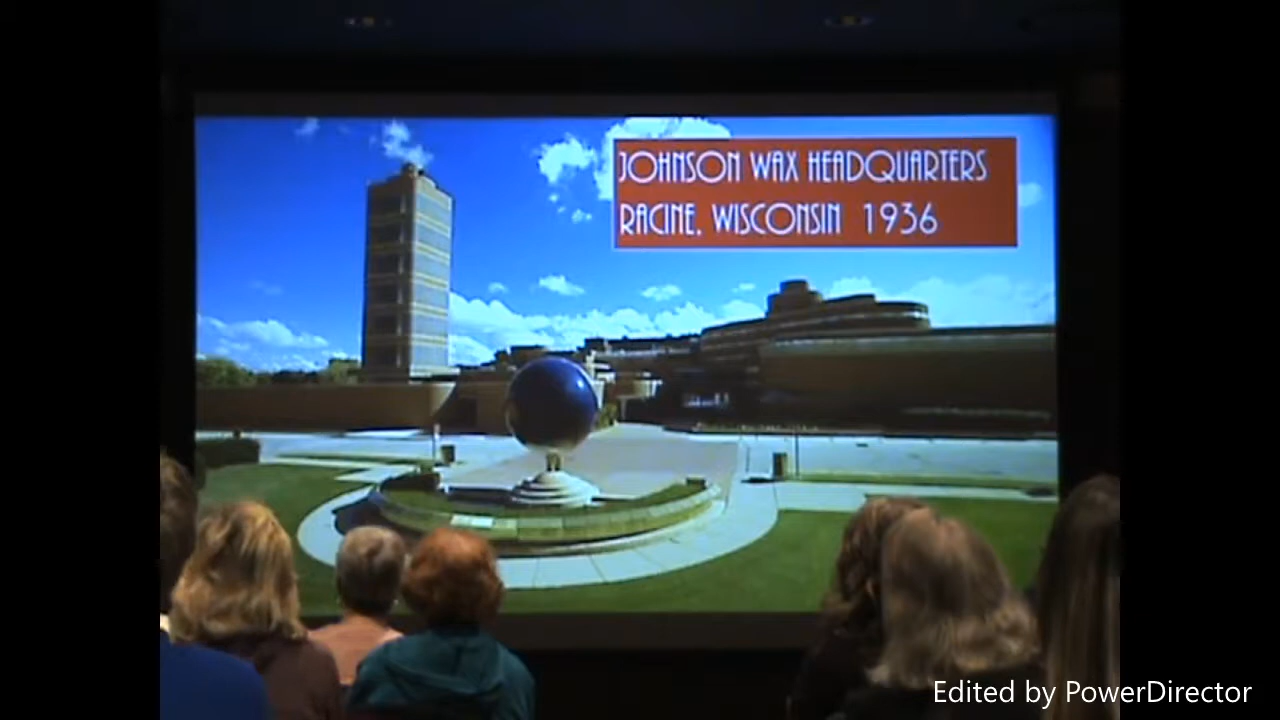 JOHNSON WAX HEADQUARTERS
RACINE, WISCONSIN 1936
Edited by PowerDirector